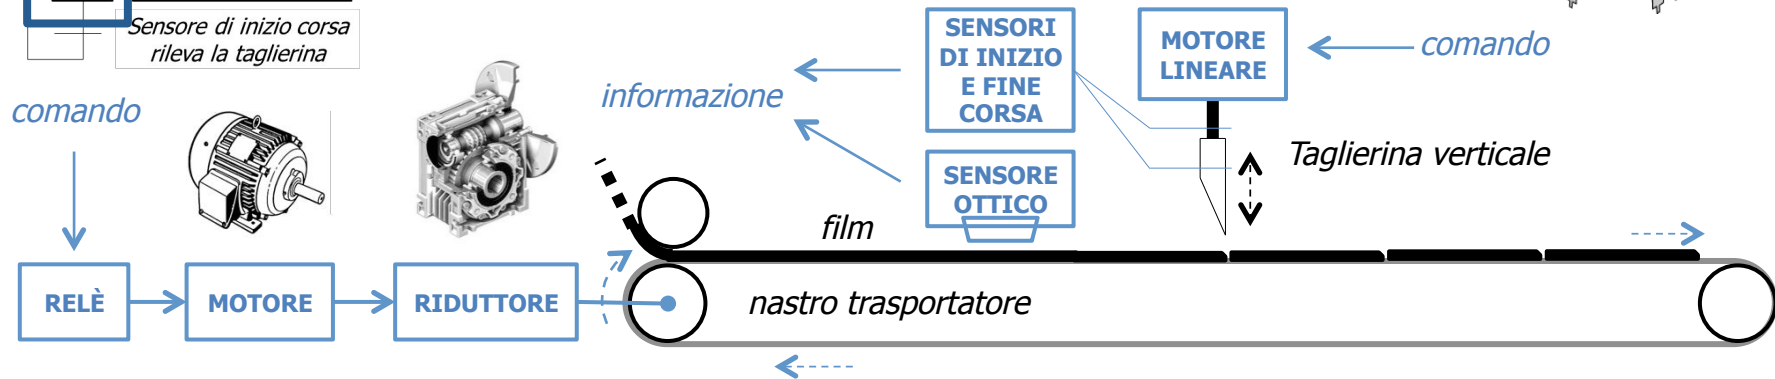 Sensore di inizio corsa
rileva la taglierina
comando
informazione
SENSORI
DI INIZIO
E FINE
CORSA
MOTORE
LINEARE
comando
Taglierina verticale
SENSORE
OTTICO
film
RELÈ
MOTORE
RIDUTTORE
nastro trasportatore